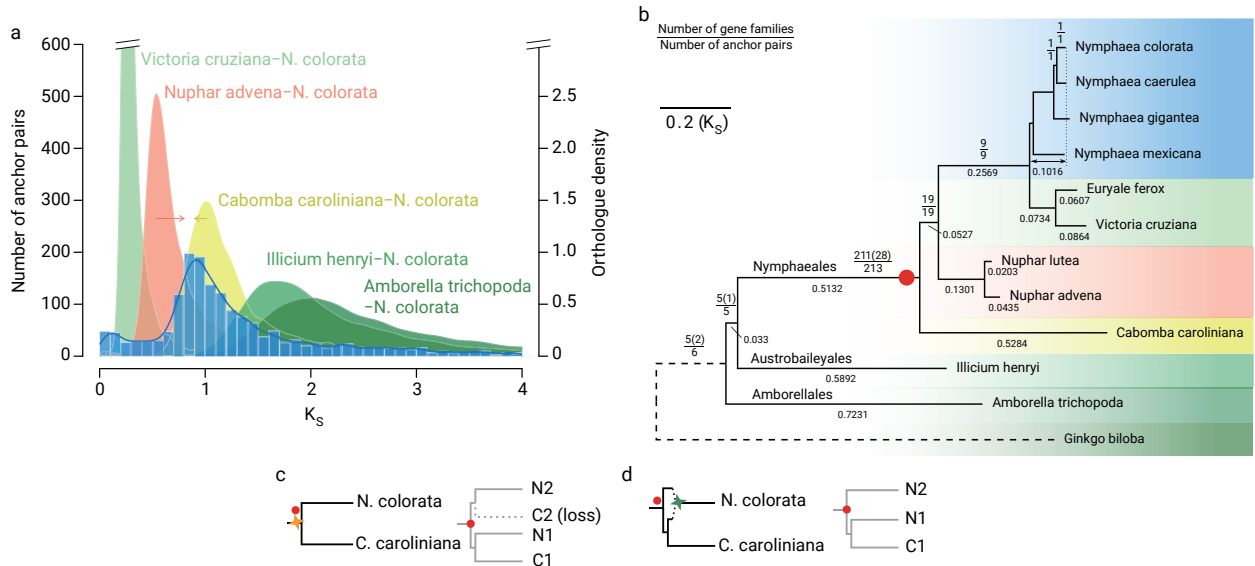 a
Number of anchor pairs
600
500
400
300
200
100
0
Victoria cruziana–N. colorata
Nuphar advena–N. colorata
Cabomba caroliniana–N. colorata
Illicium henryi–N. colorata
Amborella trichopoda
–N. colorata
2.5
2.0
1.5
1.0
0.5
0
Orthologue density
0
1
2
3
4
KS
b
Number of gene families
Number of anchor pairs
0.2 (KS)
1
1
1
1
Nymphaea colorata
Nymphaea caerulea
Nymphaea gigantea
Nymphaea mexicana
9
9
0.2569
0.1016
Euryale ferox
0.0607
0.0734
Victoria cruziana
0.0864
19
19
0.0527
Nuphar lutea
0.0203
0.1301
Nuphar advena
0.0435
Nymphaeales
211(28)
213
0.5132
Cabomba caroliniana
0.5284
5(1)
5
0.033
5(2)
6
Austrobaileyales
0.5892
Illicium henryi
Amborellales
0.7231
Amborella trichopoda
Ginkgo biloba
c
N. colorata
C. caroliniana
N2
C2 (loss)
N1
C1
d
N. colorata
C. caroliniana
N2
N1
C1